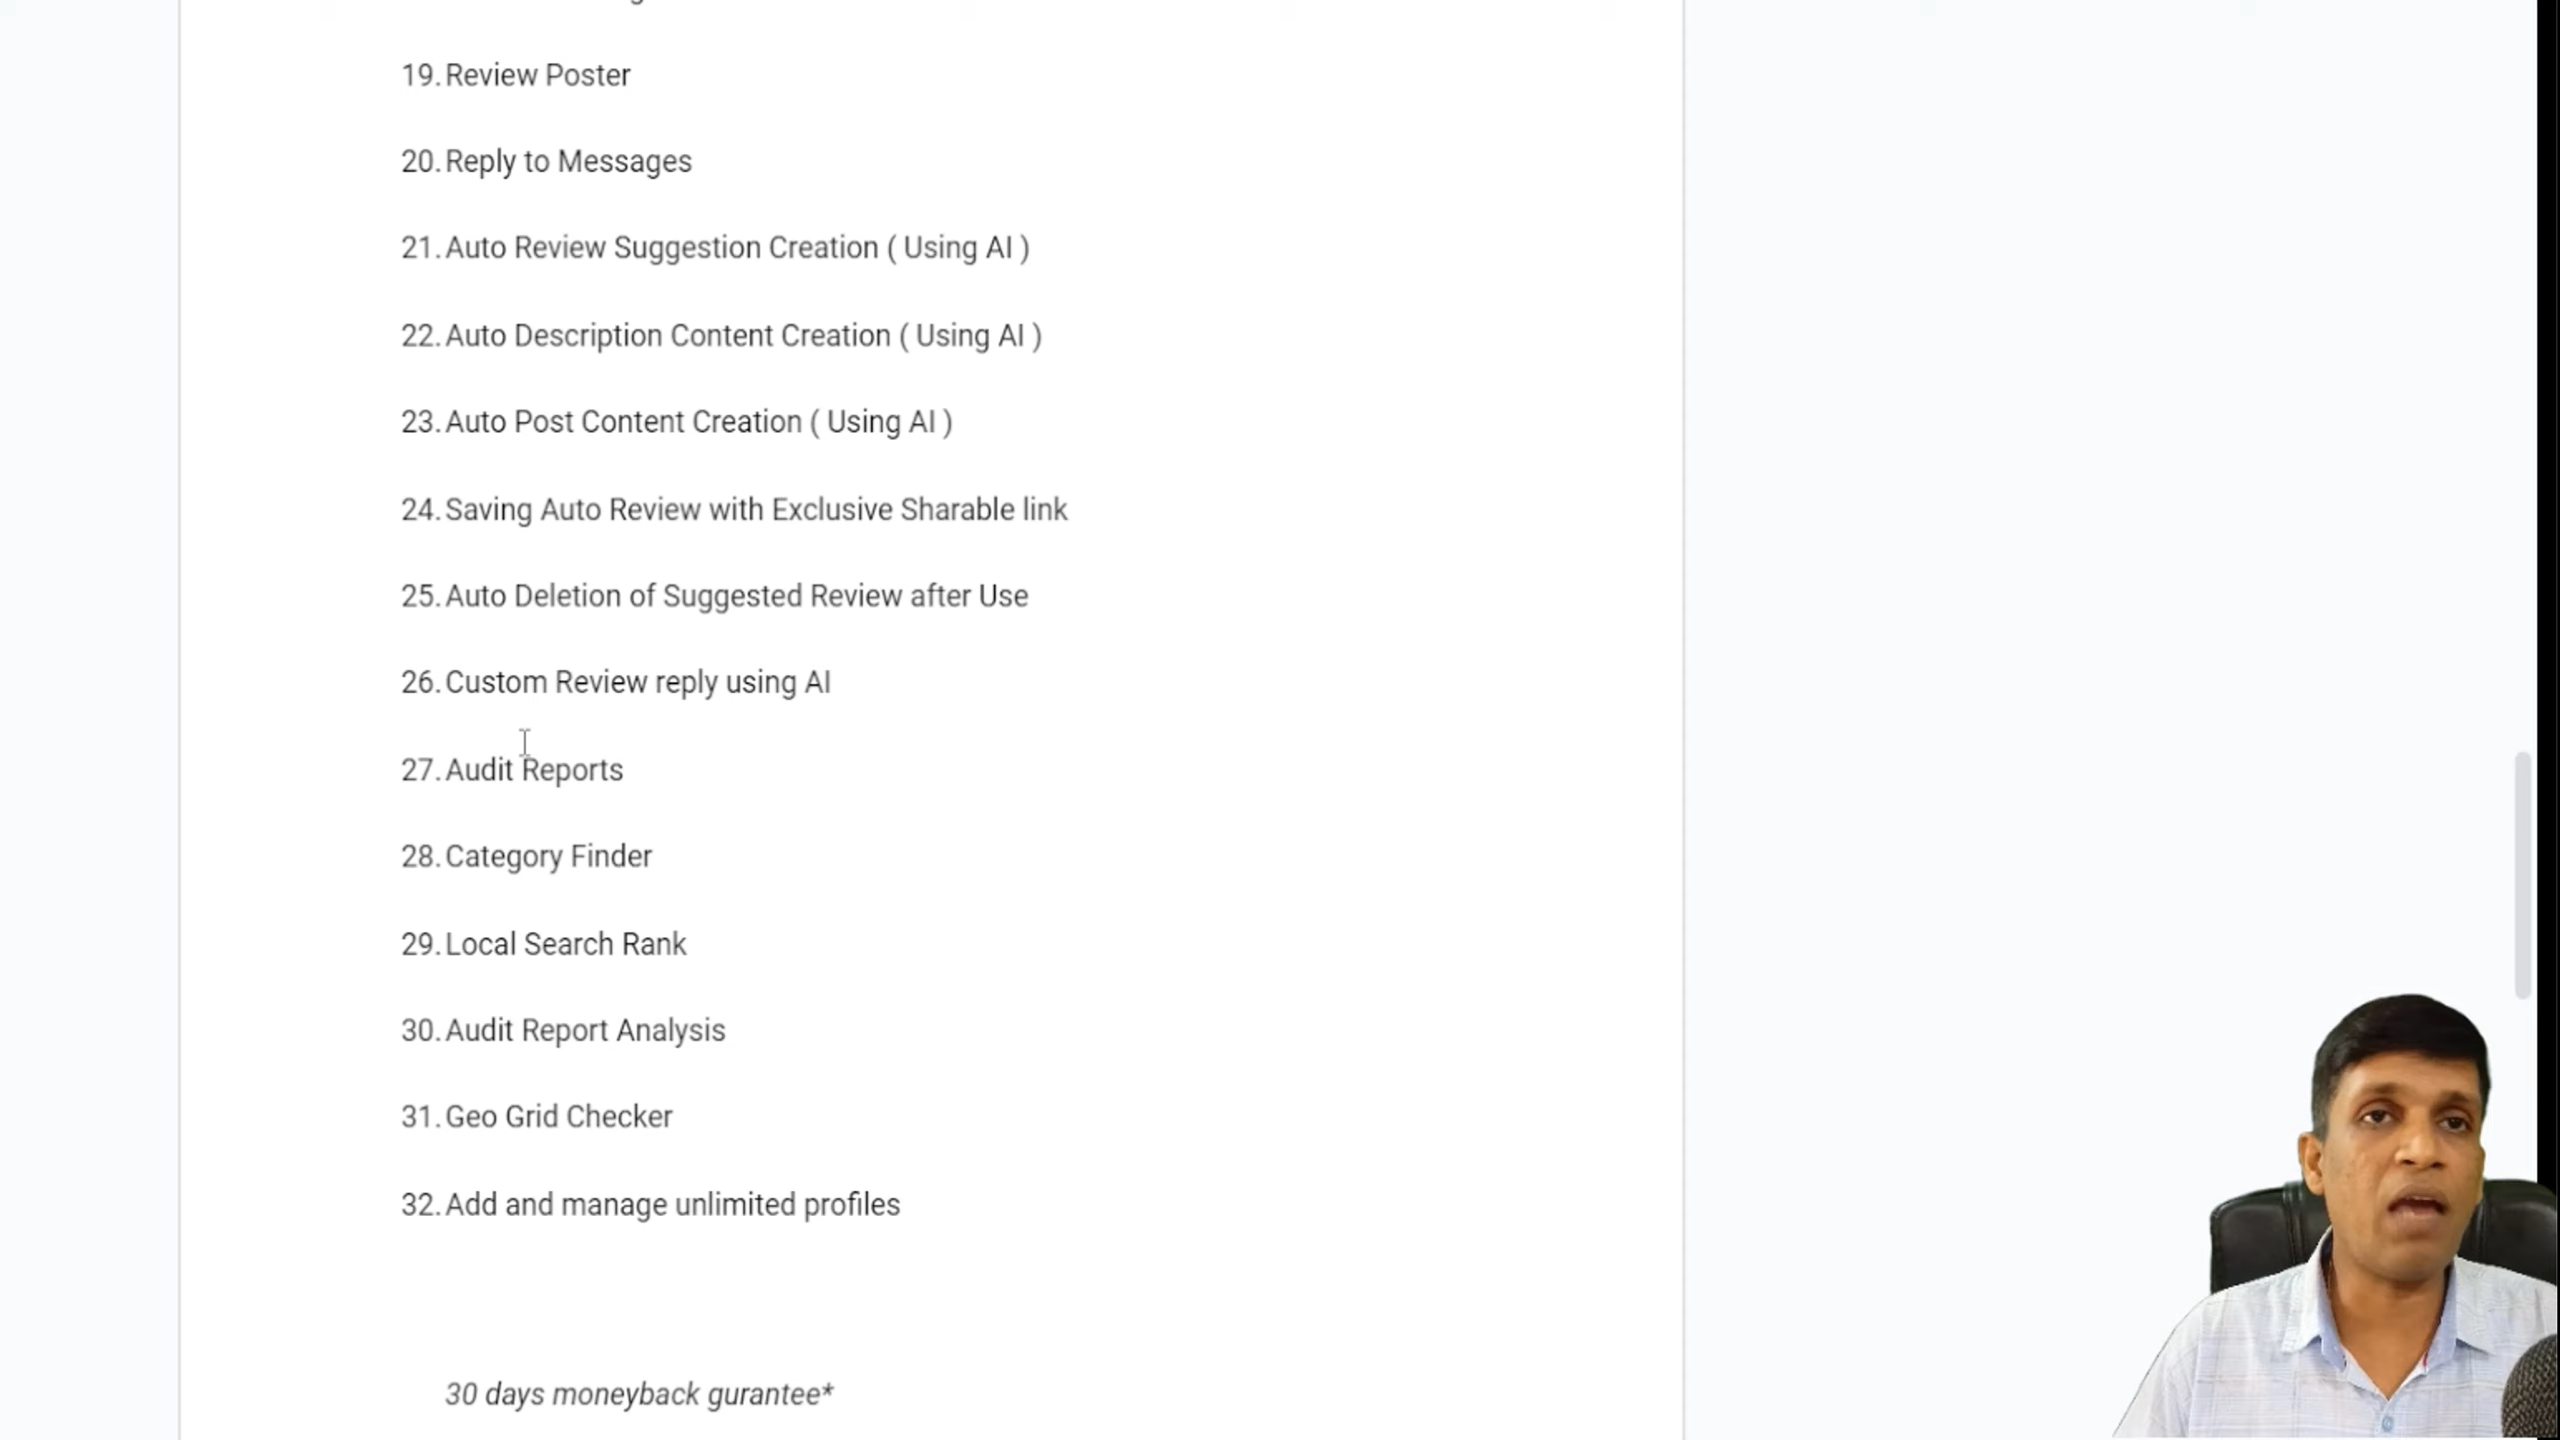 19. Review Poster
20. Reply to Messages
21. Auto Review Suggestion Creation ( Using AI )
22. Auto Description Content Creation ( Using AI )
23. Auto Post Content Creation ( Using AI )
24. Saving Auto Review with Exclusive Sharable link
25. Auto Deletion of Suggested Review after Use
26. Custom Review reply using AI
27. Audit Reports
28. Category Finder
29. Local Search Rank
30. Audit Report Analysis
31. Geo Grid Checker
32. Add and manage unlimited profiles
30 days moneyback gurantee*